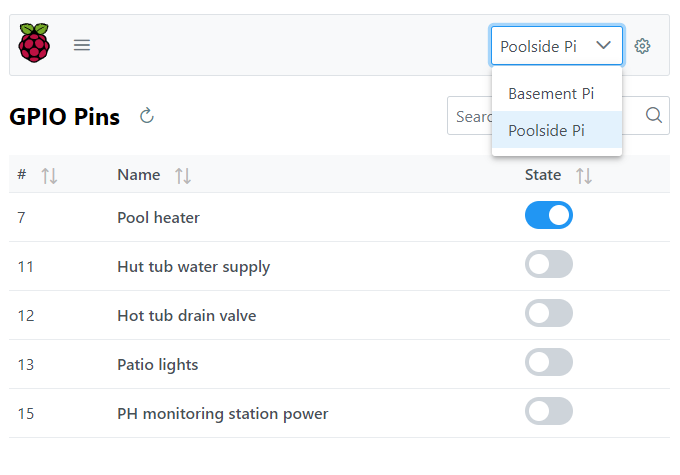 Poolside Pi
Basement Pi
Poolside Pi
GPIO Pins
Searc
# Name State
7 Pool heater
11 Hut tub water supply
12 Hot tub drain valve
13 Patio lights
15 PH monitoring station power